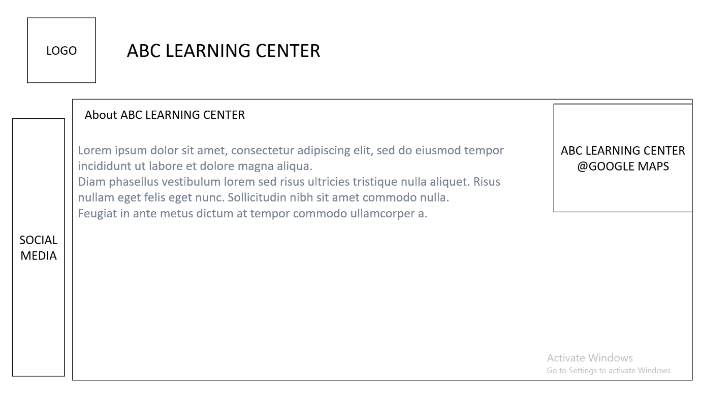 LOGO
ABC LEARNING CENTER
About ABC LEARNING CENTER
Lorem ipsum dolor sit amet, consectetur adipiscing elit, sed do eiusmod tempor
incididunt ut labore et dolore magna aliqua.
Diam phasellus vestibulum lorem sed risus ultricies tristique nulla aliquet. Risus
nullam eget felis eget nunc. Sollicitudin nibh sit amet commodo nulla.
Feugiat in ante metus dictum at tempor commodo ullamcorper a.
ABC LEARNING CENTER
@GOOGLE MAPS
SOCIAL
MEDIA
Activate Windows
Go to Settings to activate Windows.